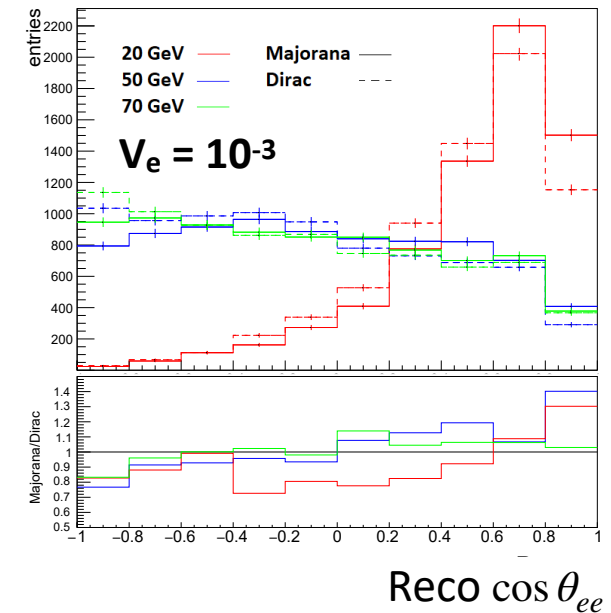 entries
2200
2000
1800
1600
1400
1200
1000
800
600
400
200
20 GeV Majorana
50 GeV Dirac
70 GeV
Vₑ = 10⁻³
Majorana/Dirac
1.4
1.3
1.2
1.1
1
0.9
0.8
0.7
0.6
0.5
−1 −0.8 −0.6 −0.4 −0.2 0 0.2 0.4 0.6 0.8 1
Reco cos θₑₑ